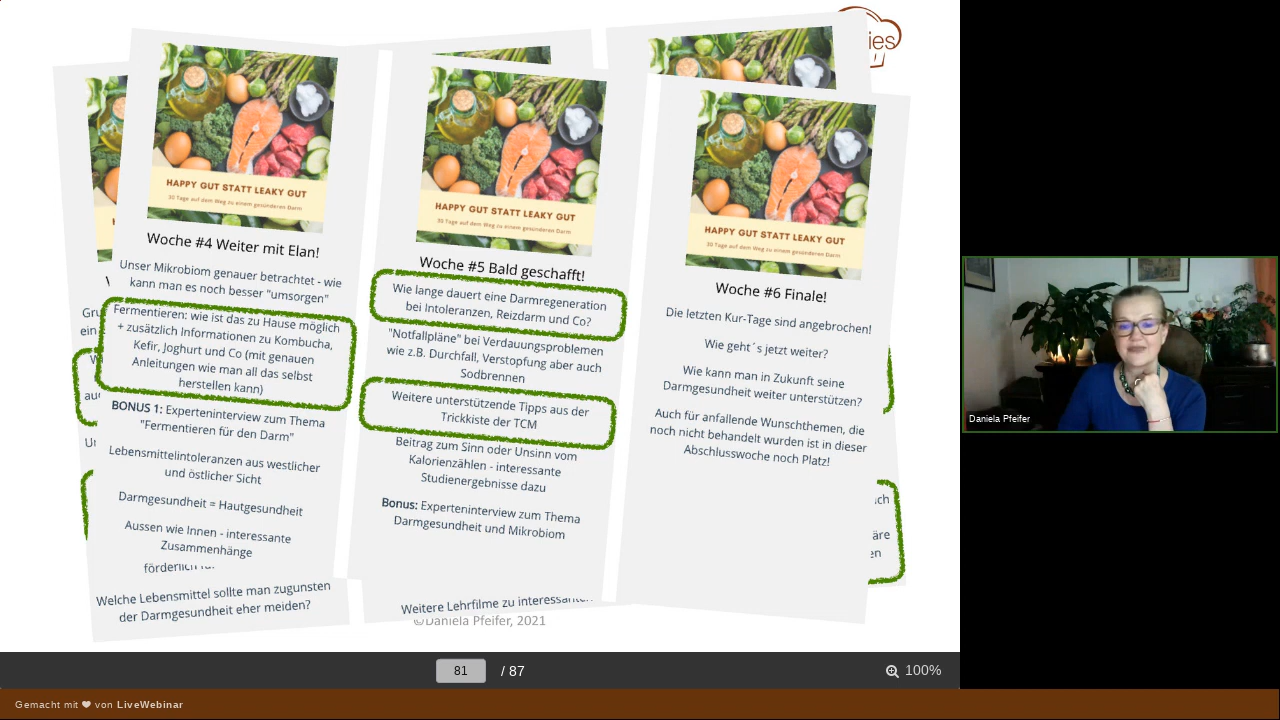 ies
HAPPY GUT STATT LEAKY GUT
30 Tage auf dem Weg zu einem gesünderen Darm
Woche #4 Weiter mit Elan!
Unser Mikrobiom genauer betrachtet - wie
kann man es noch besser "umsorgen"
Fermentieren: wie ist das zu Hause möglich
+ zusätzlich Informationen zu Kombucha,
Kefir, Joghurt und Co (mit genauen
Anleitungen wie man all das selbst
herstellen kann)
BONUS 1: Experteninterview zum Thema
"Fermentieren für den Darm"
Lebensmittelintoleranzen aus westlicher
und östlicher Sicht
Darmgesundheit = Hautgesundheit
Aussen wie Innen - interessante
Zusammenhänge
Welche Lebensmittel sollte man zugunsten
der Darmgesundheit eher meiden?
HAPPY GUT STATT LEAKY GUT
30 Tage auf dem Weg zu einem gesünderen Darm
Woche #5 Bald geschafft!
Wie lange dauert eine Darmregeneration
bei Intoleranzen, Reizdarm und Co?
"Notfallpläne" bei Verdauungsproblemen
wie z.B. Durchfall, Verstopfung aber auch
Sodbrennen
Weitere unterstützende Tipps aus der
Trickkiste der TCM
Beitrag zum Sinn oder Unsinn vom
Kalorienzählen - interessante
Studienergebnisse dazu
Bonus: Experteninterview zum Thema
Darmgesundheit und Mikrobiom
Weitere Lehrfilme zu interessanten
HAPPY GUT STATT LEAKY GUT
30 Tage auf dem Weg zu einem gesünderen Darm
Woche #6 Finale!
Die letzten Kur-Tage sind angebrochen!
Wie geht´s jetzt weiter?
Wie kann man in Zukunft seine
Darmgesundheit weiter unterstützen?
Auch für anfallende Wunschthemen, die
noch nicht behandelt wurden ist in dieser
Abschlusswoche noch Platz!
©Daniela Pfeifer, 2021
Daniela Pfeifer
81 / 87
100%
Gemacht mit ❤ von LiveWebinar